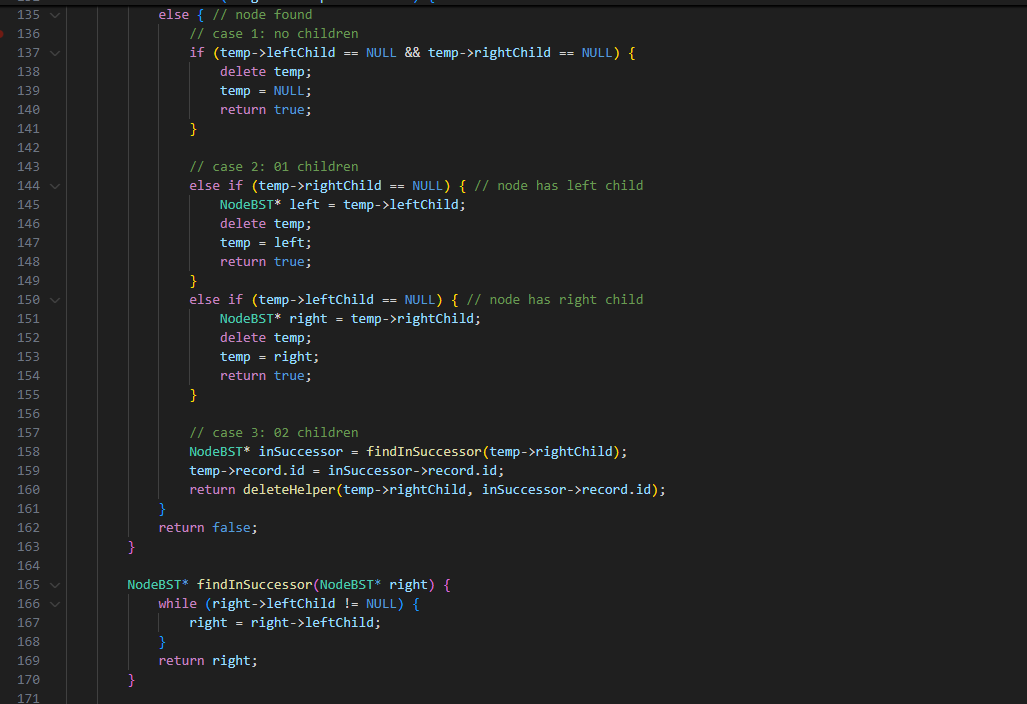 135 else { // node found
136 // case 1: no children
137 if (temp->leftChild == NULL && temp->rightChild == NULL) {
138 delete temp;
139 temp = NULL;
140 return true;
141 }
142
143 // case 2: 01 children
144 else if (temp->rightChild == NULL) { // node has left child
145 NodeBST* left = temp->leftChild;
146 delete temp;
147 temp = left;
148 return true;
149 }
150 else if (temp->leftChild == NULL) { // node has right child
151 NodeBST* right = temp->rightChild;
152 delete temp;
153 temp = right;
154 return true;
155 }
156
157 // case 3: 02 children
158 NodeBST* inSuccessor = findInSuccessor(temp->rightChild);
159 temp->record.id = inSuccessor->record.id;
160 return deleteHelper(temp->rightChild, inSuccessor->record.id);
161 }
162 return false;
163 }
164
165 NodeBST* findInSuccessor(NodeBST* right) {
166 while (right->leftChild != NULL) {
167 right = right->leftChild;
168 }
169 return right;
170 }
171